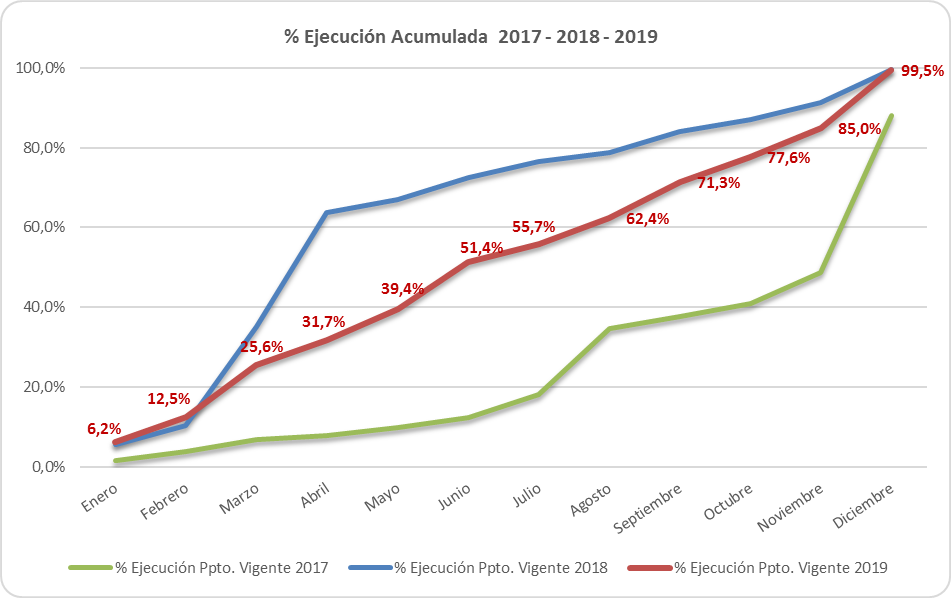 % Ejecución Acumulada 2017 - 2018 - 2019
100,0%
80,0%
60,0%
40,0%
20,0%
0,0%
6,2%
12,5%
25,6%
31,7%
39,4%
51,4%
55,7%
62,4%
71,3%
77,6%
85,0%
99,5%
Enero
Febrero
Marzo
Abril
Mayo
Junio
Julio
Agosto
Septiembre
Octubre
Noviembre
Diciembre
% Ejecución Ppto. Vigente 2017
% Ejecución Ppto. Vigente 2018
% Ejecución Ppto. Vigente 2019